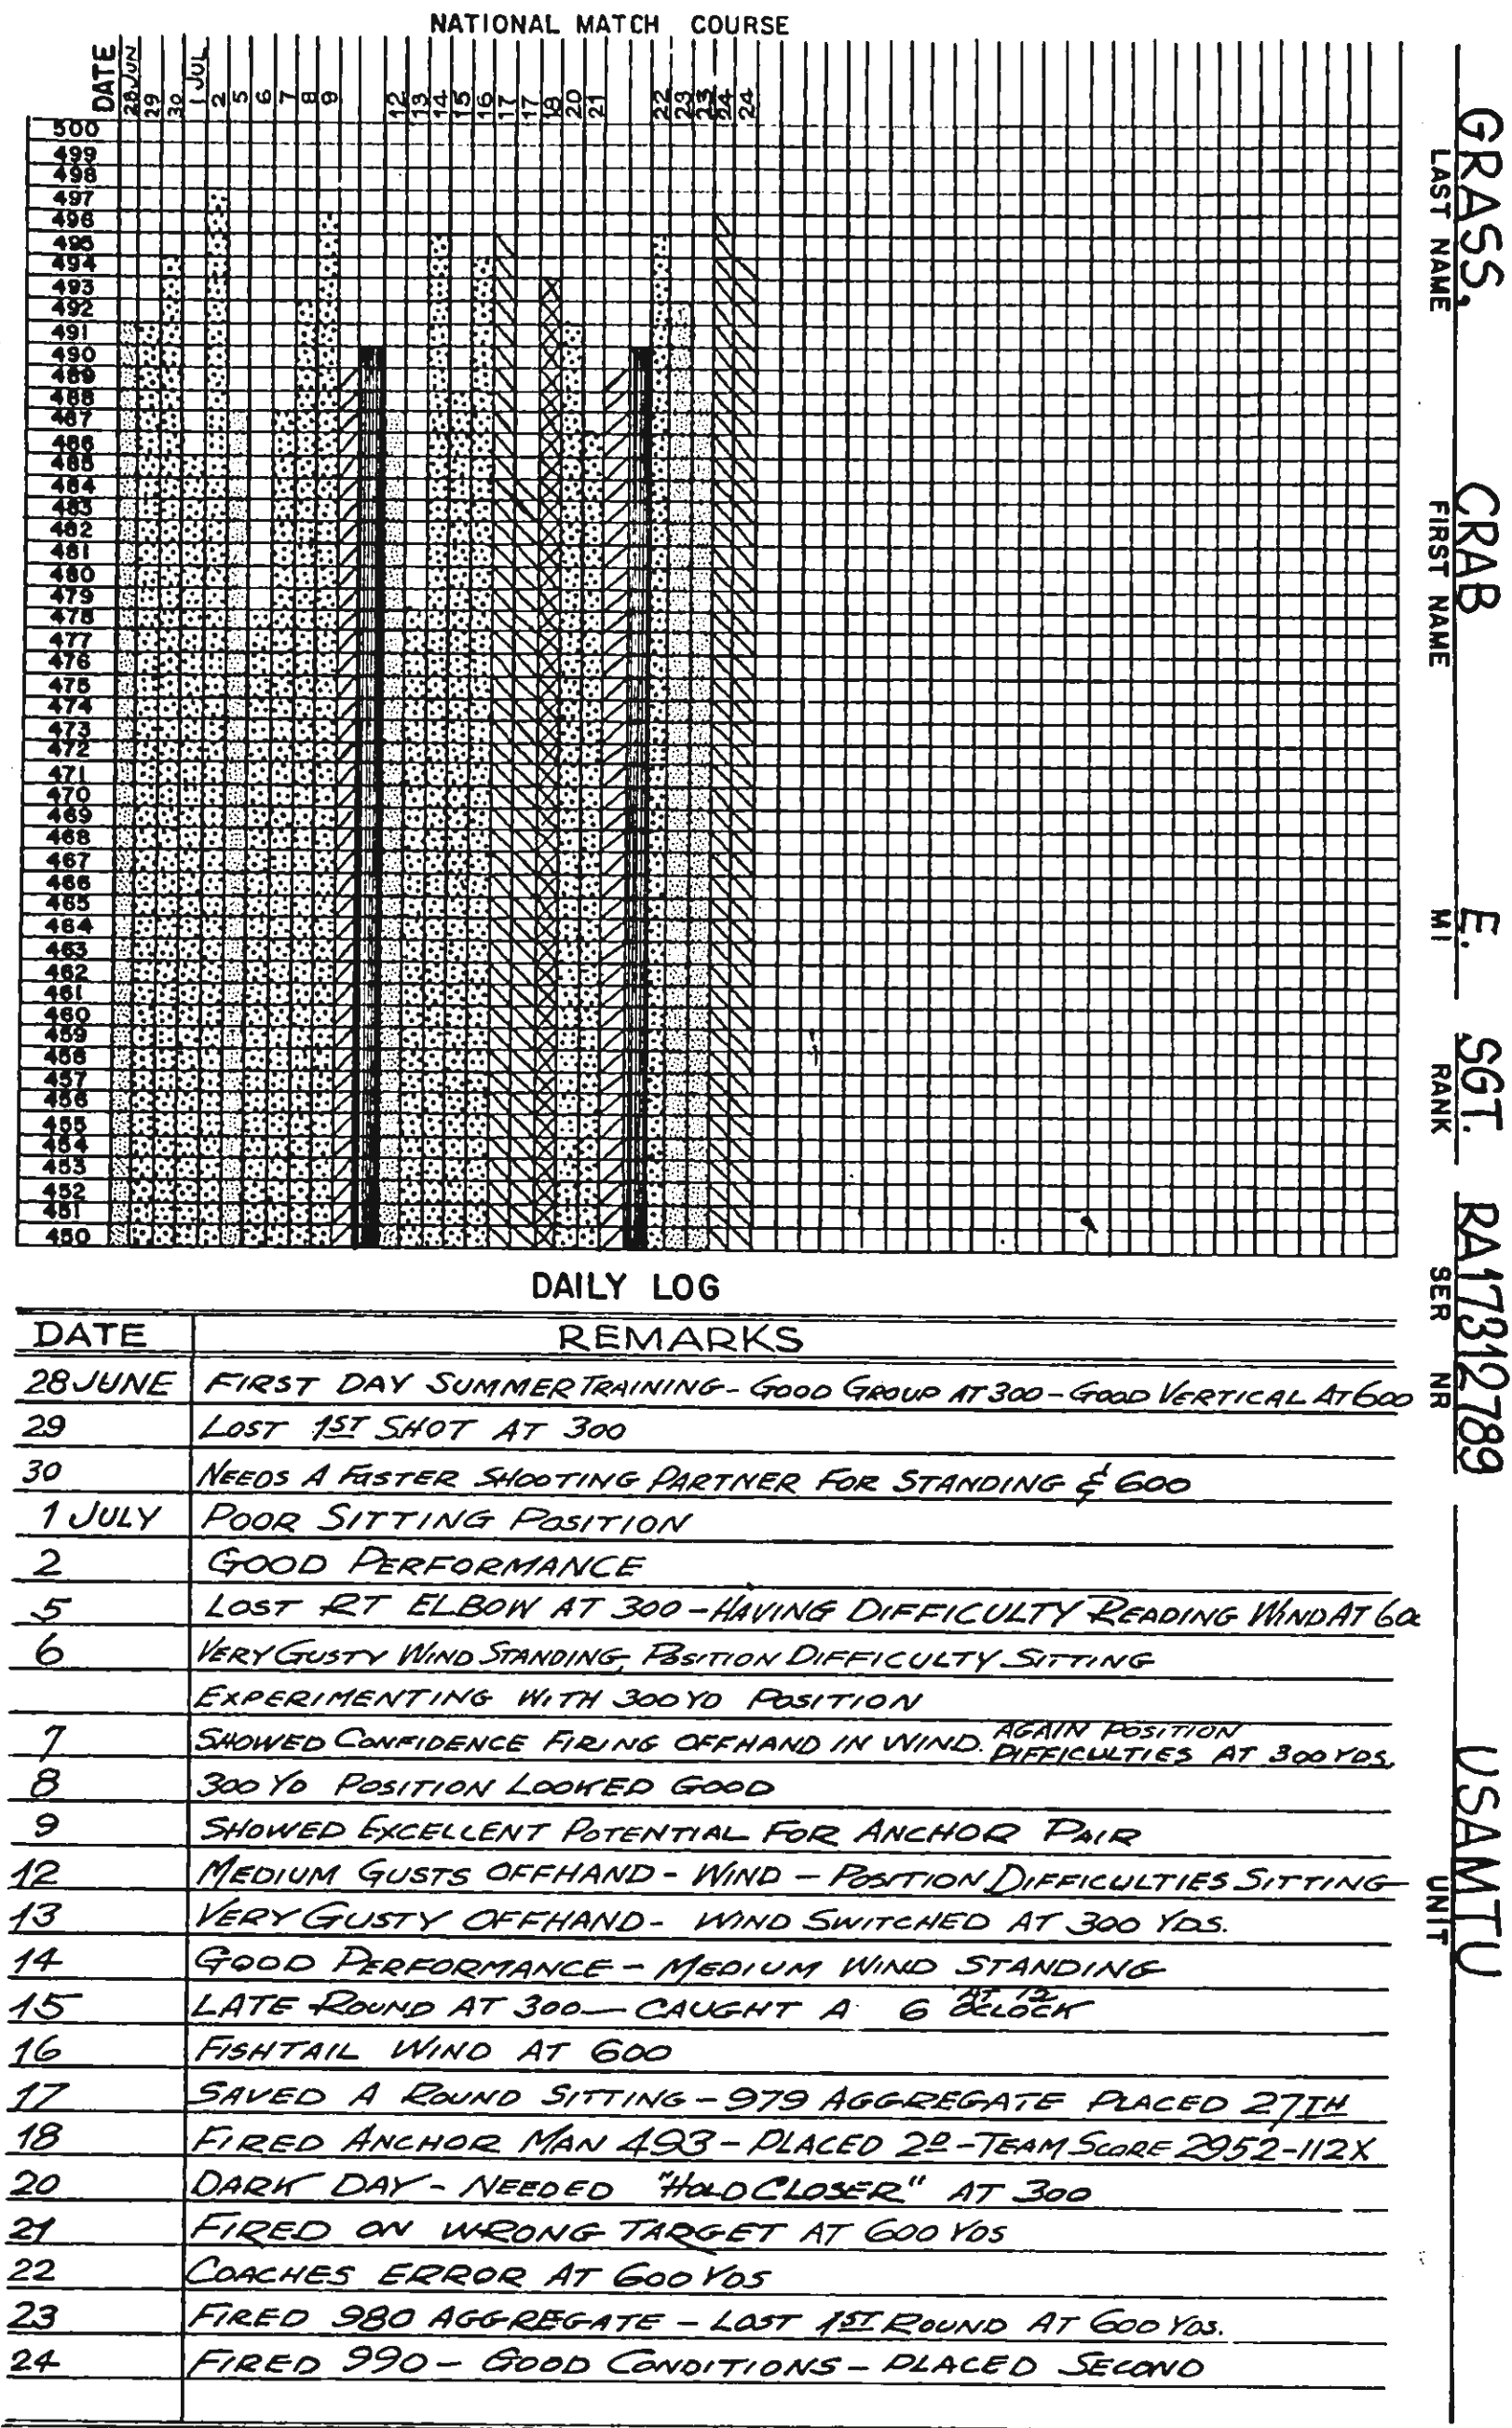 NATIONAL MATCH COURSE
DATE 28 JUN 29 30 1 JUL 2 5 6 7 8 9 12 13 14 15 16 17 17 18 20 21 22 23 23 24 24
500
499
498
497
496
495
494
493
492
491
490
489
488
487
486
485
484
483
482
481
480
479
478
477
476
475
474
473
472
471
470
469
468
467
466
465
464
463
462
461
460
459
458
457
456
455
454
453
452
451
450
GRASS, CRAB E. SGT. RA17312789 USAMTU
LAST NAME FIRST NAME MI RANK SER NR UNIT
DAILY LOG
DATE REMARKS
28 JUNE FIRST DAY SUMMER TRAINING - GOOD GROUP AT 300 - GOOD VERTICAL AT 600
29 LOST 1ST SHOT AT 300
30 NEEDS A FASTER SHOOTING PARTNER FOR STANDING & 600
1 JULY POOR SITTING POSITION
2 GOOD PERFORMANCE
5 LOST RT ELBOW AT 300 - HAVING DIFFICULTY READING WIND AT 600
6 VERY GUSTY WIND STANDING, POSITION DIFFICULTY SITTING
EXPERIMENTING WITH 300 YD POSITION
7 SHOWED CONFIDENCE FIRING OFFHAND IN WIND. AGAIN POSITION
DIFFICULTIES AT 300 YDS.
8 300 YD POSITION LOOKED GOOD
9 SHOWED EXCELLENT POTENTIAL FOR ANCHOR PAIR
12 MEDIUM GUSTS OFFHAND - WIND - POSITION DIFFICULTIES SITTING
13 VERY GUSTY OFFHAND - WIND SWITCHED AT 300 YDS.
14 GOOD PERFORMANCE - MEDIUM WIND STANDING
15 LATE ROUND AT 300 - CAUGHT A 6 AT 12 OCLOCK
16 FISHTAIL WIND AT 600
17 SAVED A ROUND SITTING - 979 AGGREGATE PLACED 27TH
18 FIRED ANCHOR MAN 493 - PLACED 2D - TEAM SCORE 2952-112X
20 DARK DAY - NEEDED "HOLD CLOSER" AT 300
21 FIRED ON WRONG TARGET AT 600 YDS
22 COACHES ERROR AT 600 YDS
23 FIRED 980 AGGREGATE - LOST 1ST ROUND AT 600 YDS.
24 FIRED 990 - GOOD CONDITIONS - PLACED SECOND